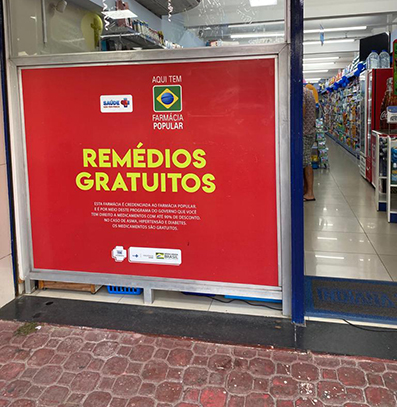 AQUI TEM
FARMÁCIA
POPULAR
SAÚDE
REMÉDIOS
GRATUITOS
ESTA FARMÁCIA É CREDENCIADA AO FARMÁCIA POPULAR
E É POR MEIO DESTE PROGRAMA DO GOVERNO QUE VOCÊ
TEM DIREITO A MEDICAMENTOS COM ATÉ 90% DE DESCONTO.
NO CASO DE ASMA, HIPERTENSÃO E DIABETES.
OS MEDICAMENTOS SÃO GRATUITOS.
BRASIL